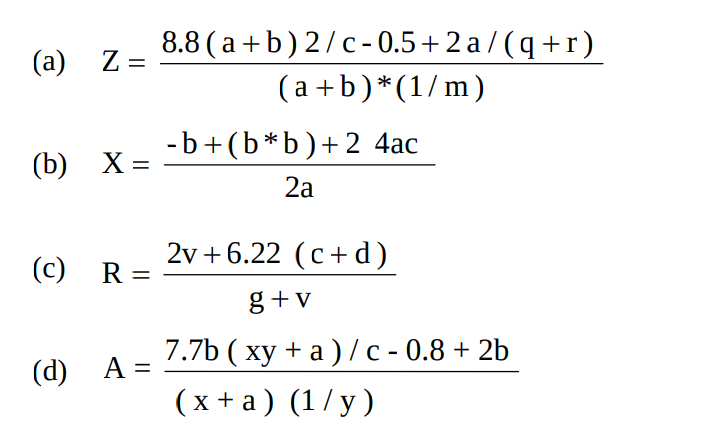 (a) Z = 8.8 ( a + b ) 2 / c - 0.5 + 2 a / ( q + r )
( a + b ) * (1 / m )
(b) X = -b + ( b * b ) + 2 4ac
2a
(c) R = 2v + 6.22 ( c + d )
g + v
(d) A = 7.7b ( xy + a ) / c - 0.8 + 2b
( x + a ) (1 / y )